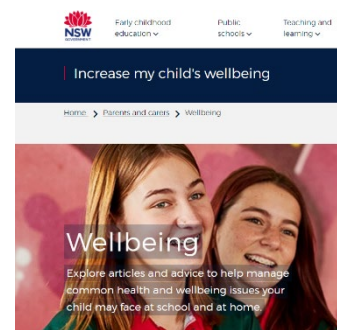 NSW
GOVERNMENT
Early childhood education
Public schools
Teaching and learning
Increase my child's wellbeing
Home > Parents and carers > Wellbeing
Wellbeing
Explore articles and advice to help manage
common health and wellbeing issues your
child may face at school and at home.